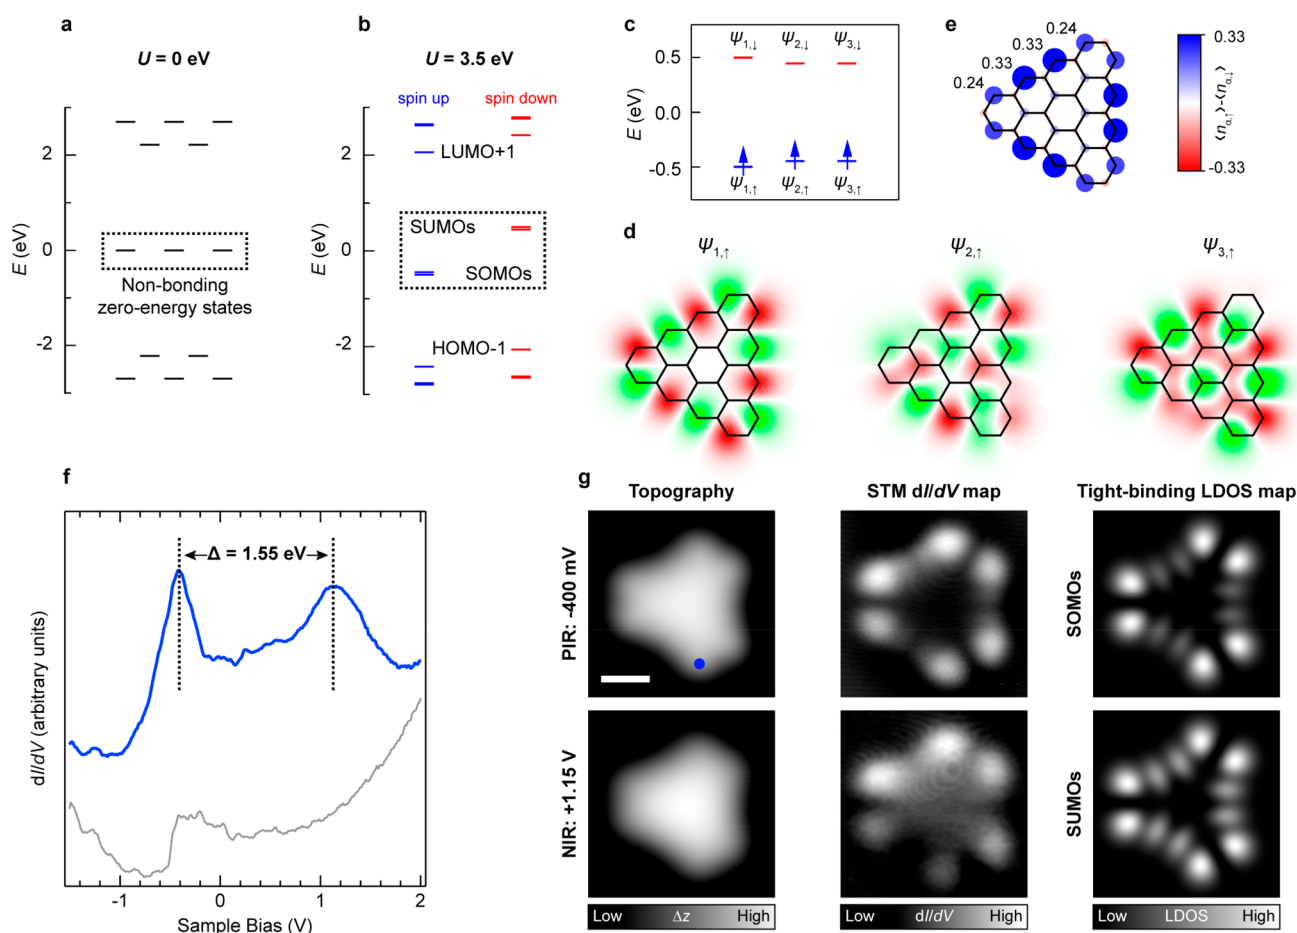 a
U = 0 eV
E (eV)
2
0
-2
Non-bonding
zero-energy states
b
U = 3.5 eV
spin up
spin down
E (eV)
2
0
-2
LUMO+1
SUMOs
SOMOs
HOMO-1
c
E (eV)
0.5
0.0
-0.5
ψ1,↓ ψ2,↓ ψ3,↓
ψ1,↑ ψ2,↑ ψ3,↑
e
0.24
0.33
0.33
0.24
0.33
-0.33
<nα,↑>-<nα,↓>
d
ψ1,↑
ψ2,↑
ψ3,↑
f
Δ = 1.55 eV
dI/dV (arbitrary units)
-1
0
1
2
Sample Bias (V)
g
Topography
STM dI/dV map
Tight-binding LDOS map
PIR: -400 mV
SOMOs
NIR: +1.15 V
SUMOs
Low Δz High
Low dI/dV High
Low LDOS High